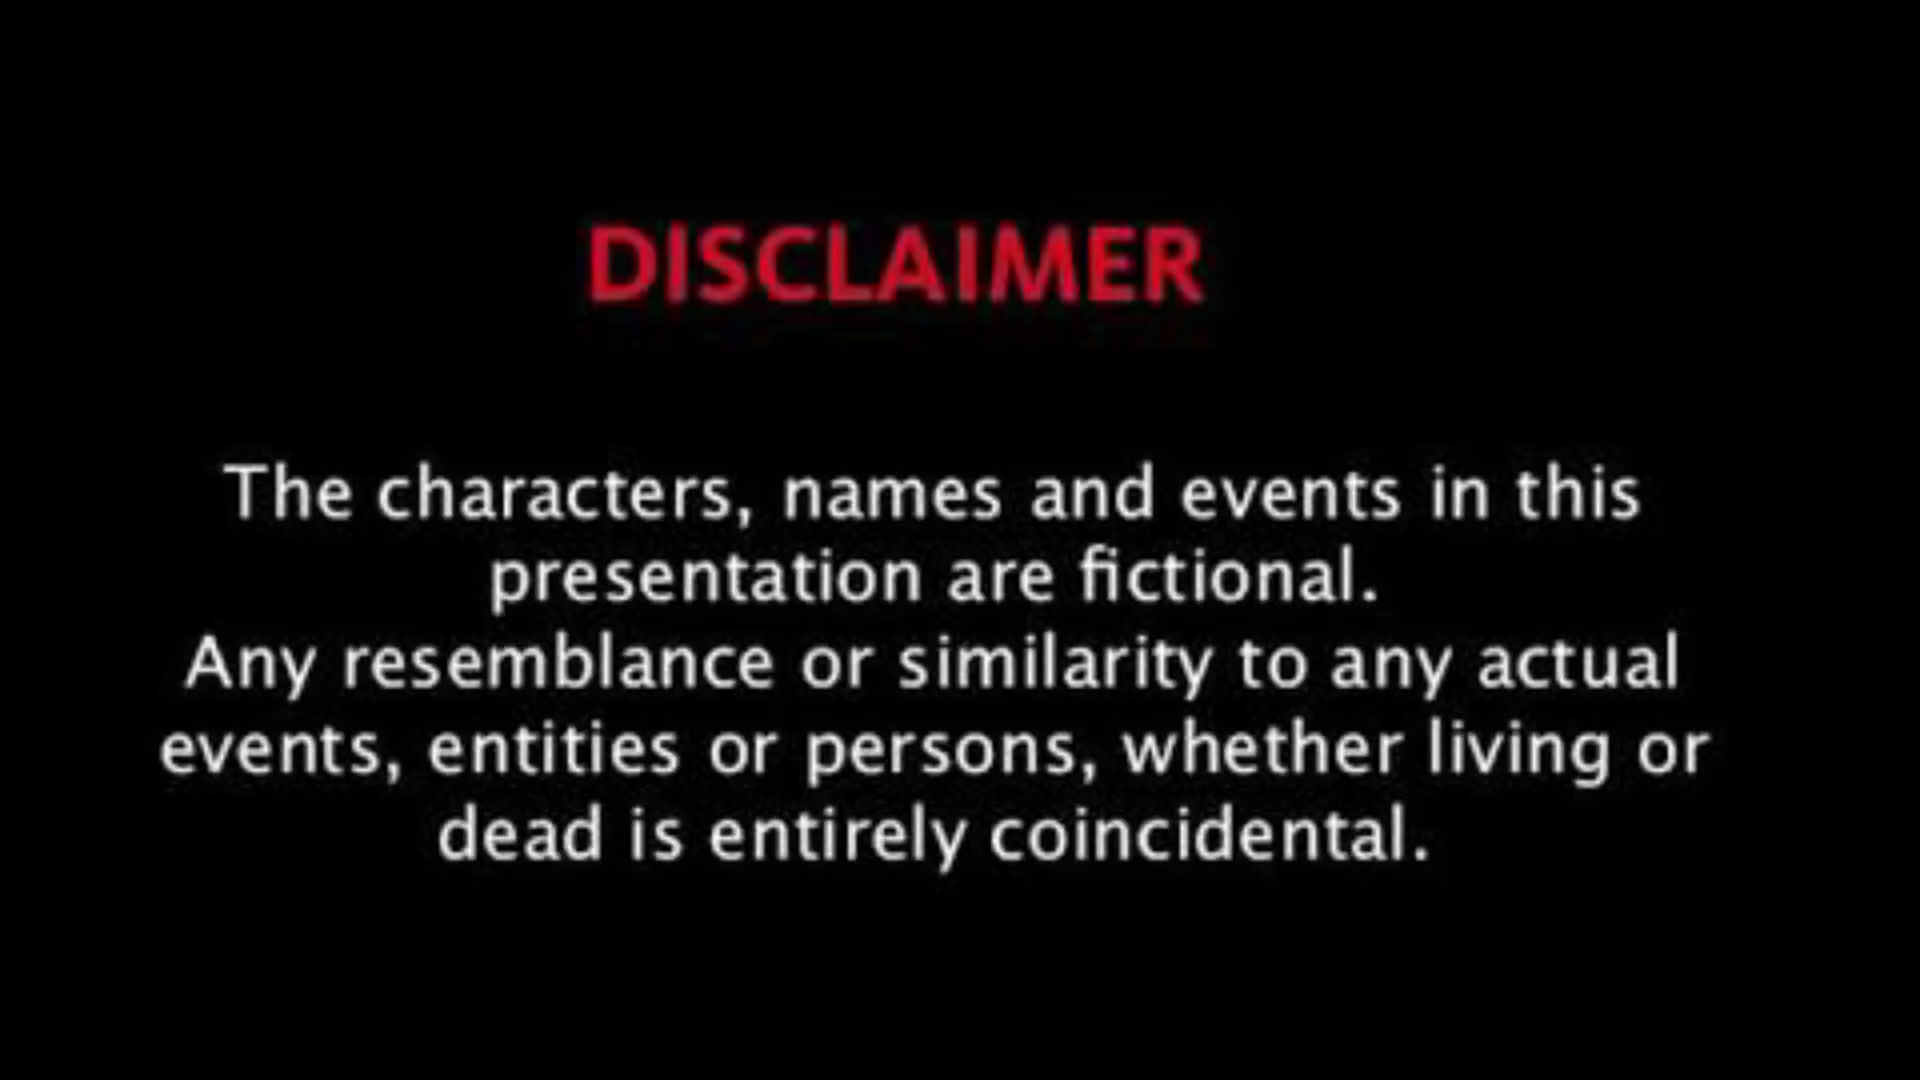 DISCLAIMER
The characters, names and events in this
presentation are fictional.
Any resemblance or similarity to any actual
events, entities or persons, whether living or
dead is entirely coincidental.